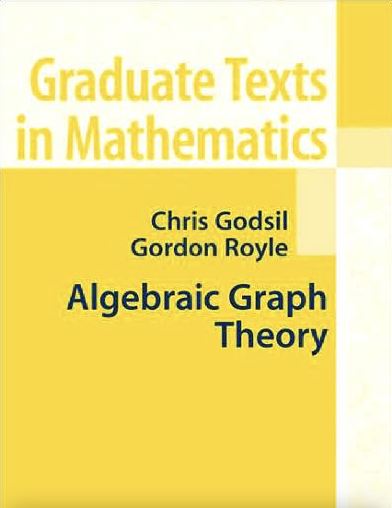 Graduate Texts
in Mathematics
Chris Godsil
Gordon Royle
Algebraic Graph
Theory